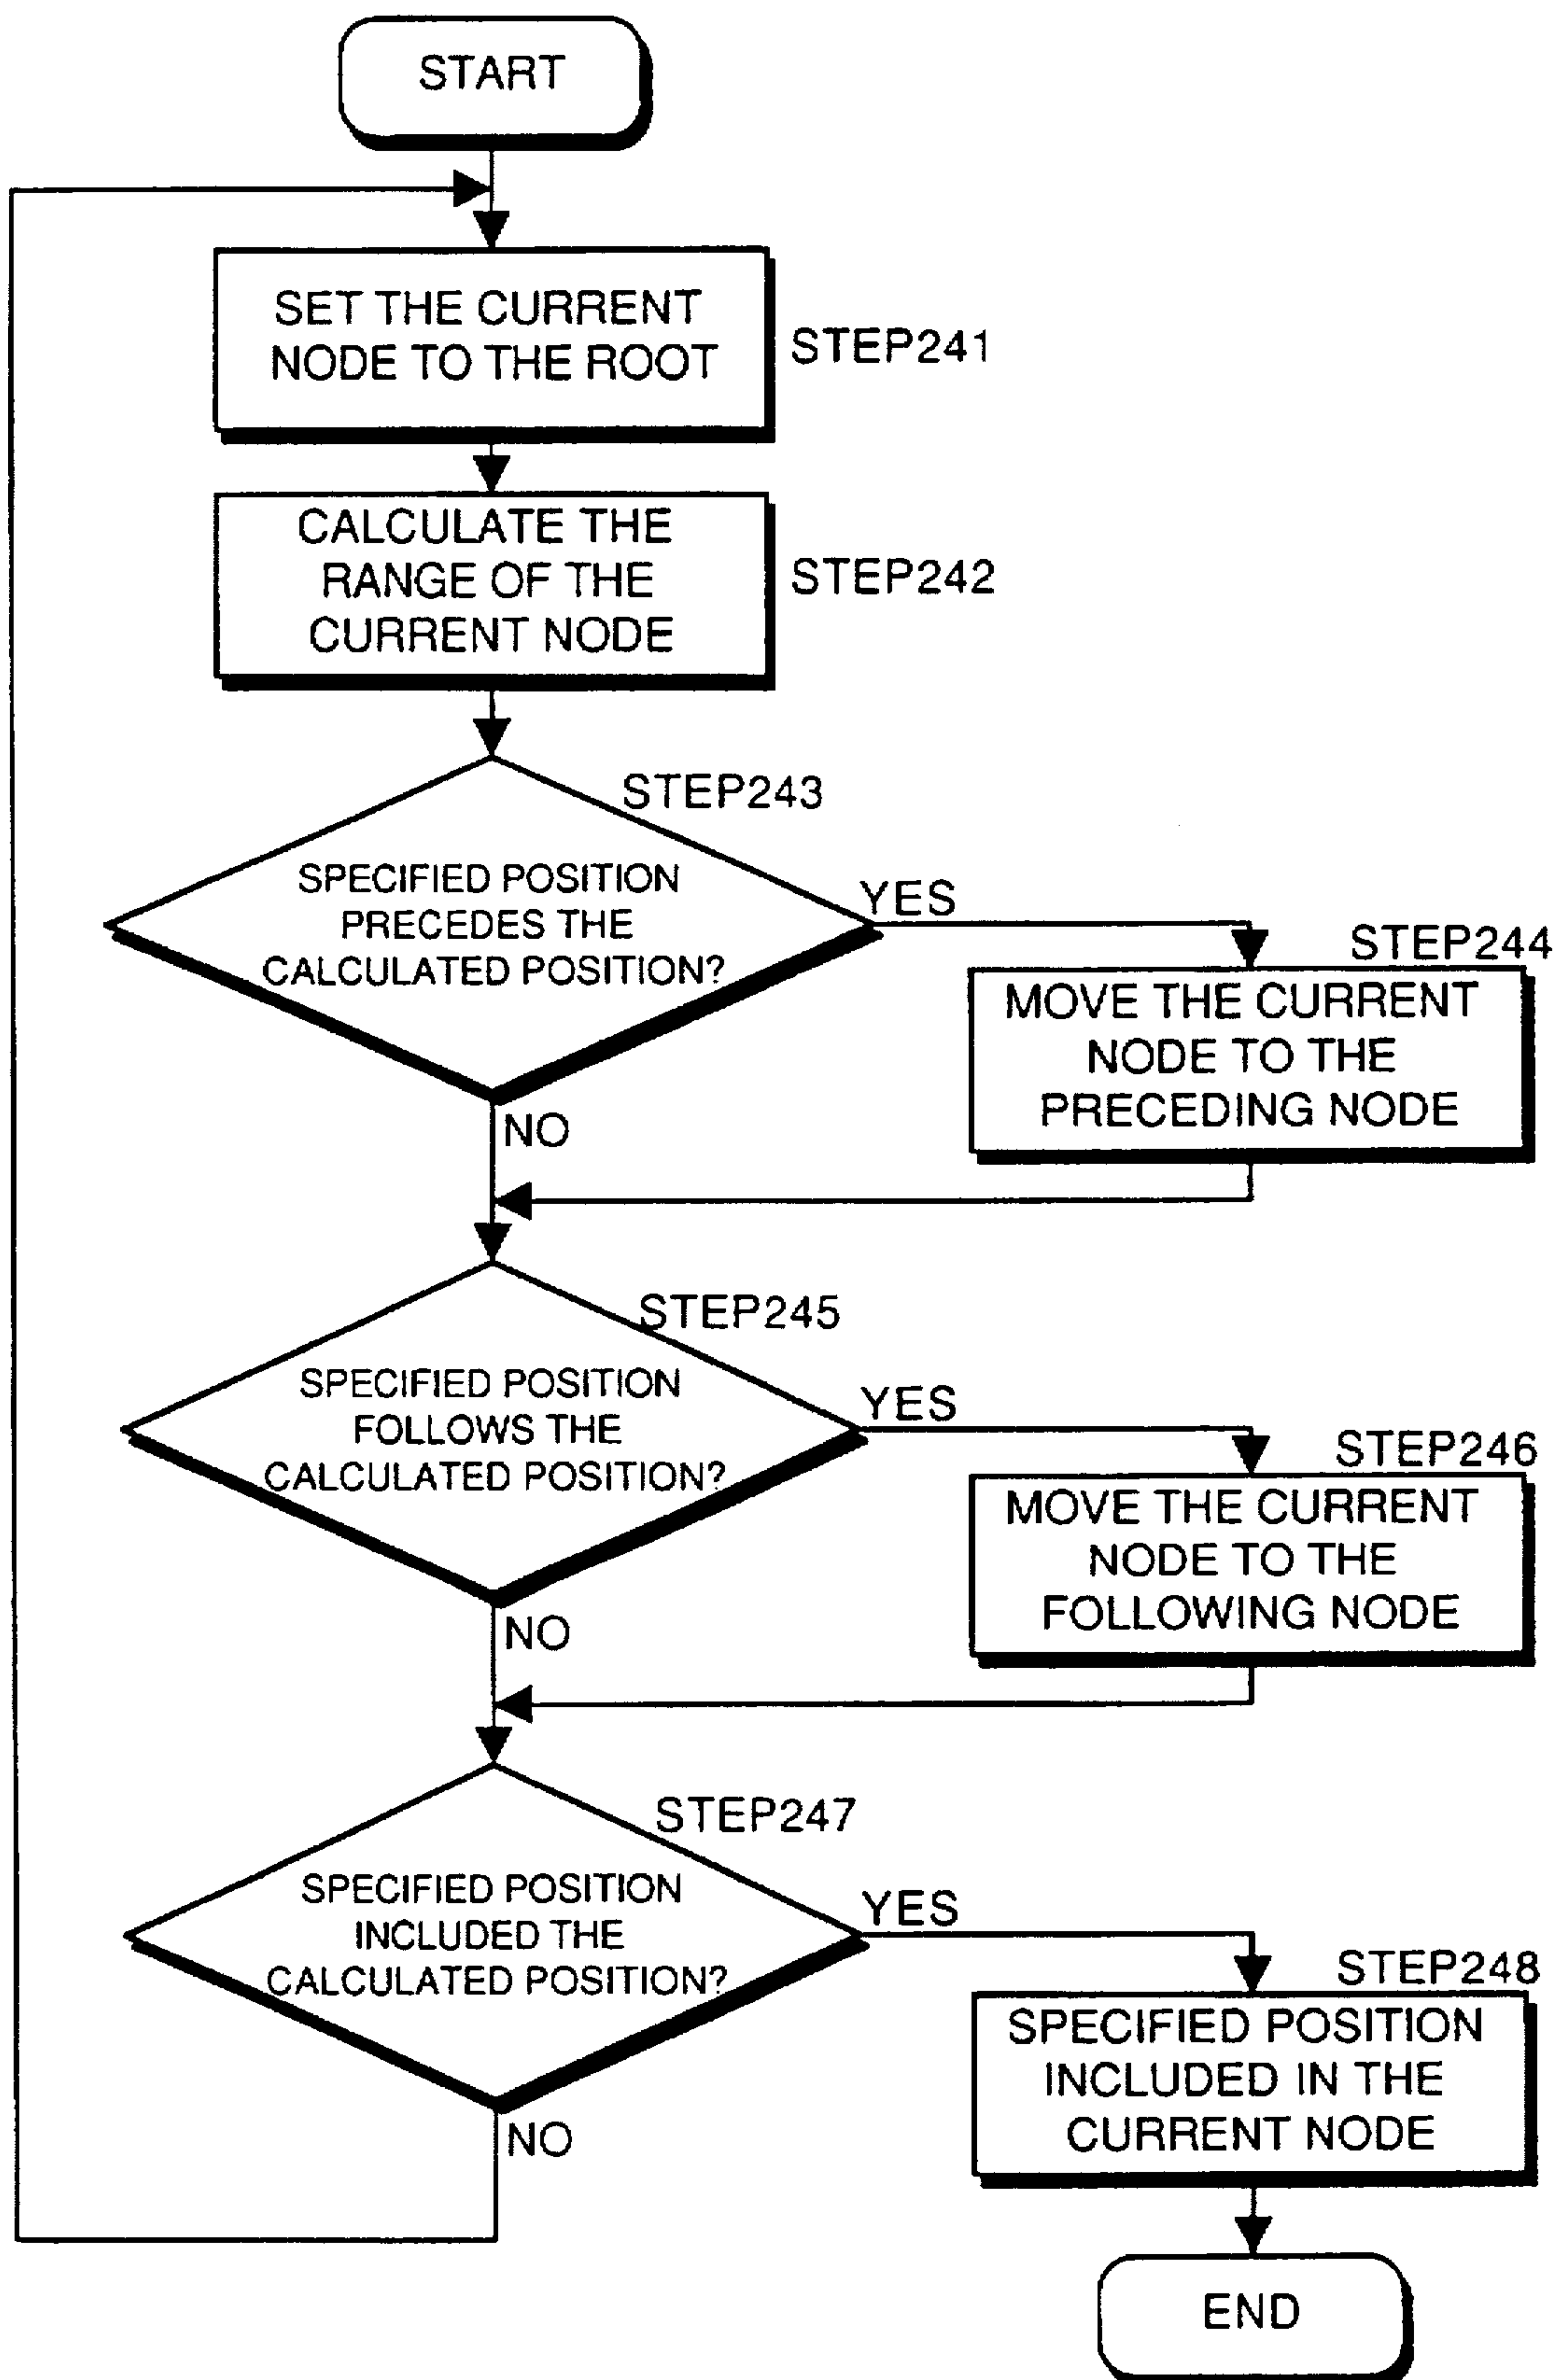 START
SET THE CURRENT
NODE TO THE ROOT
STEP241
CALCULATE THE
RANGE OF THE
CURRENT NODE
STEP242
STEP243
SPECIFIED POSITION
PRECEDES THE
CALCULATED POSITION?
YES
NO
STEP244
MOVE THE CURRENT
NODE TO THE
PRECEDING NODE
STEP245
SPECIFIED POSITION
FOLLOWS THE
CALCULATED POSITION?
YES
NO
STEP246
MOVE THE CURRENT
NODE TO THE
FOLLOWING NODE
STEP247
SPECIFIED POSITION
INCLUDED THE
CALCULATED POSITION?
YES
NO
STEP248
SPECIFIED POSITION
INCLUDED IN THE
CURRENT NODE
END